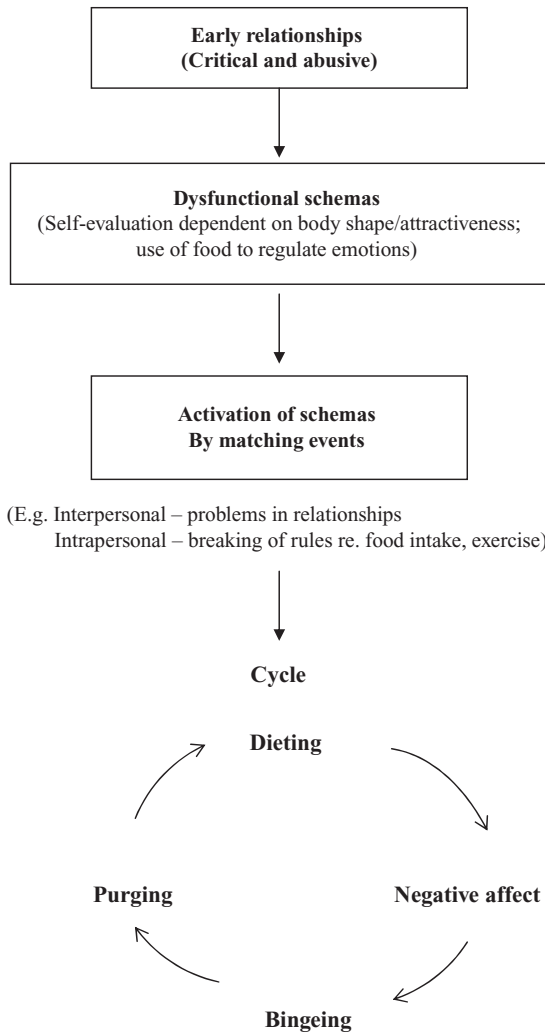 Early relationships
(Critical and abusive)
Dysfunctional schemas
(Self-evaluation dependent on body shape/attractiveness;
use of food to regulate emotions)
Activation of schemas
By matching events
(E.g. Interpersonal – problems in relationships
Intrapersonal – breaking of rules re. food intake, exercise)
Cycle
Dieting
Purging
Negative affect
Bingeing